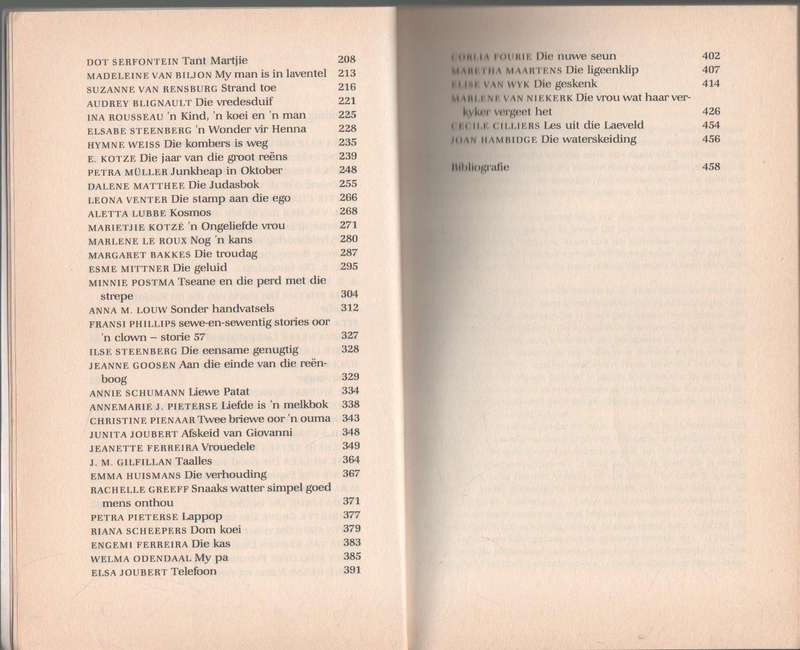 DOT SERFONTEIN Tant Martjie 208
MADELEINE VAN BILJON My man is in laventel 213
SUZANNE VAN RENSBURG Strand toe 216
AUDREY BLIGNAULT Die vredesduif 221
INA ROUSSEAU 'n Kind, 'n koei en 'n man 225
ELSABE STEENBERG 'n Wonder vir Henna 228
HYMNE WEISS Die kombers is weg 235
E. KOTZE Die jaar van die groot reëns 239
PETRA MÜLLER Junkheap in Oktober 248
DALENE MATTHEE Die Judasbok 255
LEONA VENTER Die stamp aan die ego 266
ALETTA LUBBE Kosmos 268
MARIETJIE KOTZÉ 'n Ongeliefde vrou 271
MARLENE LE ROUX Nog 'n kans 280
MARGARET BAKKES Die troudag 287
ESME MITTNER Die geluid 295
MINNIE POSTMA Tseane en die perd met die
strepe 304
ANNA M. LOUW Sonder handvatsels 312
FRANSI PHILLIPS sewe-en-sewentig stories oor
'n clown – storie 57 327
ILSE STEENBERG Die eensame genugtig 328
JEANNE GOOSEN Aan die einde van die reën-
boog 329
ANNIE SCHUMANN Liewe Patat 334
ANNEMARIE J. PIETERSE Liefde is 'n melkbok 338
CHRISTINE PIENAAR Twee briewe oor 'n ouma 343
JUNITA JOUBERT Afskeid van Giovanni 348
JEANETTE FERREIRA Vrouedele 349
J. M. GILFILLAN Taalles 364
EMMA HUISMANS Die verhouding 367
RACHELLE GREEFF Snaaks watter simpel goed
mens onthou 371
PETRA PIETERSE Lappop 377
RIANA SCHEEPERS Dom koei 379
ENGEMI FERREIRA Die kas 383
WELMA ODENDAAL My pa 385
ELSA JOUBERT Telefoon 391
CORLIA FOURIE Die nuwe seun 402
MARETHA MAARTENS Die ligeenklip 407
ELISE VAN WYK Die geskenk 414
MARLENE VAN NIEKERK Die vrou wat haar ver-
kyker vergeet het 426
CECILE CILLIERS Les uit die Laeveld 454
JOAN HAMBIDGE Die waterskeiding 456
Bibliografie 458